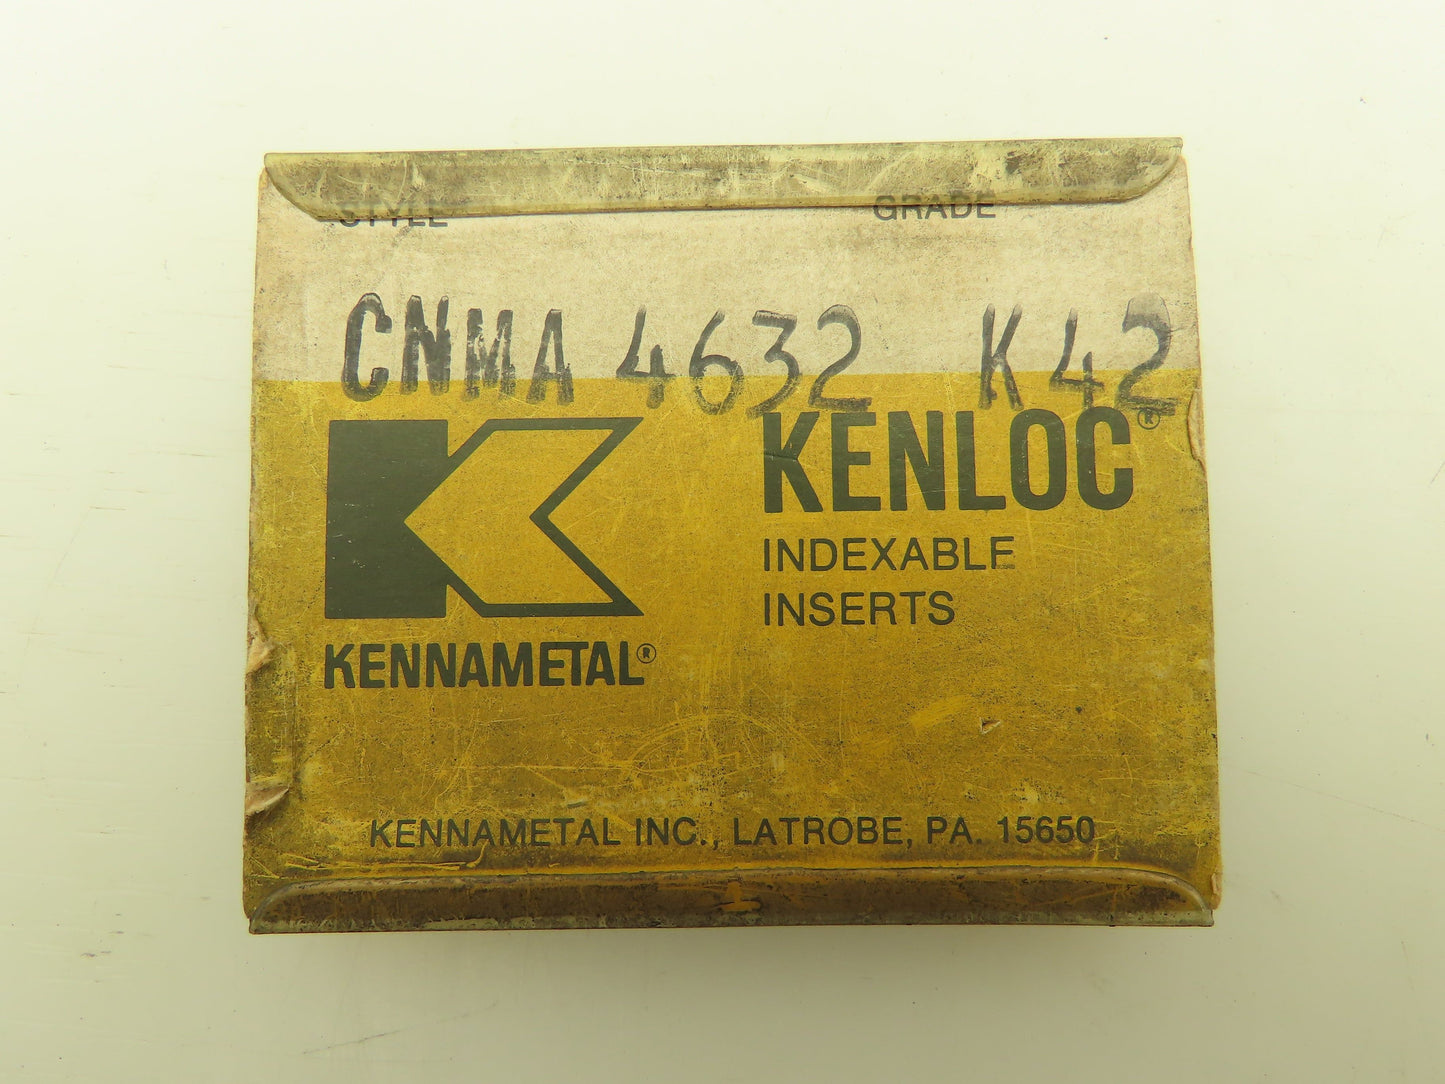 STYLE GRADE
CNMA 4632 K42
KENLOC®
INDEXABLE
INSERTS
KENNAMETAL®
KENNAMETAL INC., LATROBE, PA. 15650